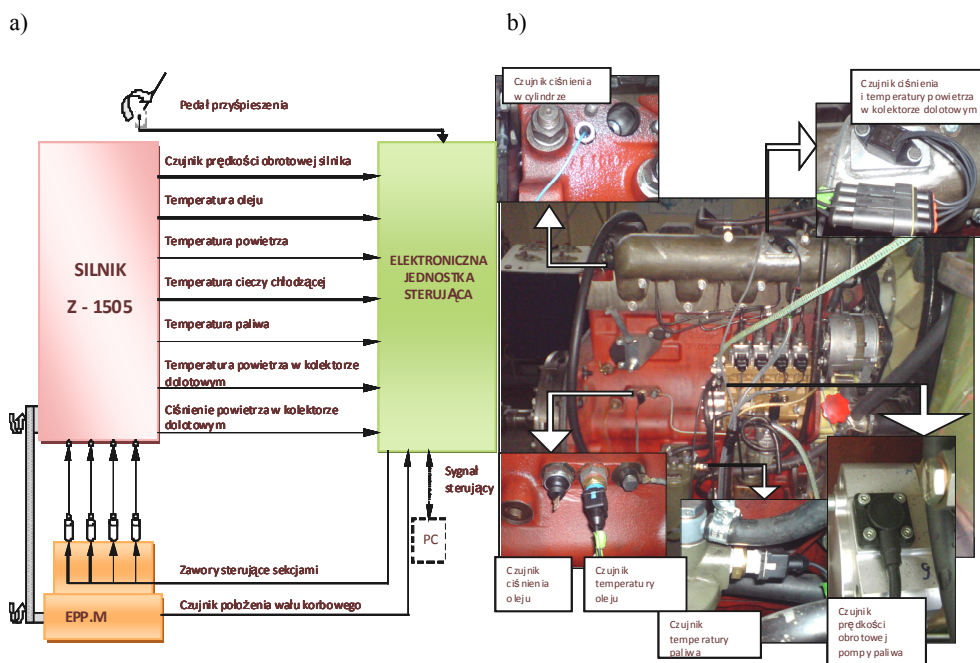 a)
b)
Pedał przyśpieszenia
Czujnik prędkości obrotowej silnika
Temperatura oleju
Temperatura powietrza
Temperatura cieczy chłodzącej
Temperatura paliwa
Temperatura powietrza w kolektorze
dolotowym
Ciśnienie powietrza w kolektorze
dolotowym
SILNIK
Z - 1505
ELEKTRONICZNA
JEDNOSTKA
STERUJĄCA
Sygnał
sterujący
PC
Zawory sterujące sekcjami
Czujnik położenia wału korbowego
EPP.M
Czujnik ciśnienia
w cylindrze
Czujnik ciśnienia
i temperatury powietrza
w kolektorze dolotowym
Czujnik
ciśnienia
oleju
Czujnik
temperatury
oleju
Czujnik
temperatury
paliwa
Czujnik
prędkości
obrotowej
pompy paliwa